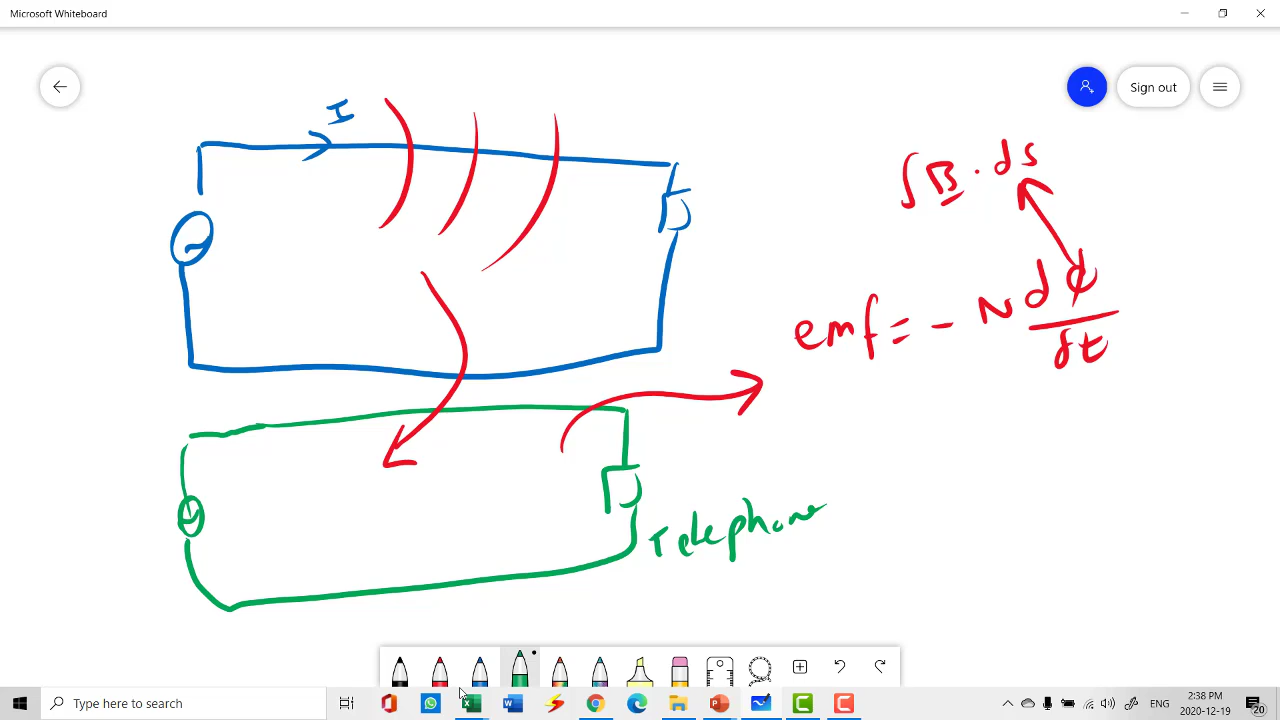 Microsoft Whiteboard
Sign out
I
∫ B · ds
emf = - N dϕ
dt
Telephone
Type here to search
ENG
2:38 PM
2020-12-19
20